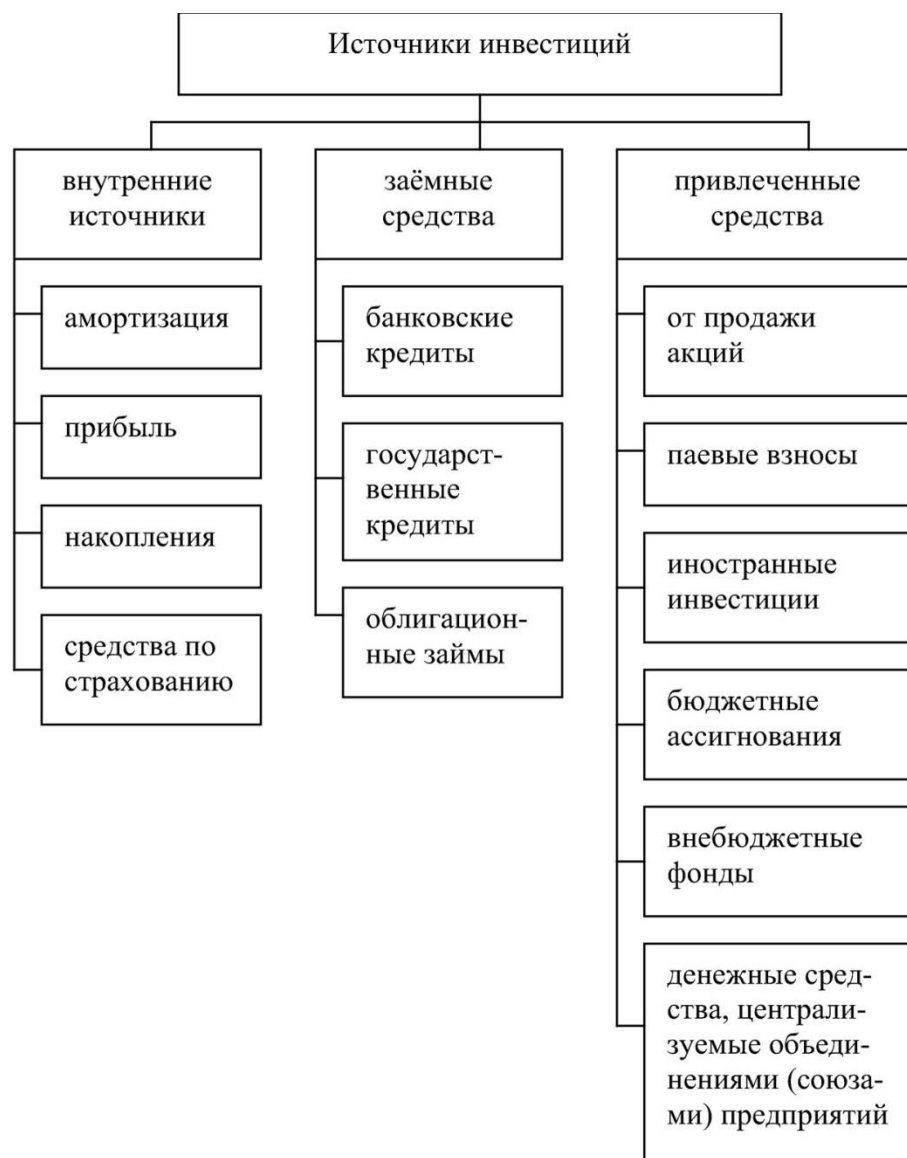 Источники инвестиций
внутренние
источники
амортизация
прибыль
накопления
средства по
страхованию
заёмные
средства
банковские
кредиты
государст-
венные
кредиты
облигацион-
ные займы
привлеченные
средства
от продажи
акций
паевые взносы
иностранные
инвестиции
бюджетные
ассигнования
внебюджетные
фонды
денежные сред-
ства, централи-
зуемые объеди-
нениями (союза-
ми) предприятий